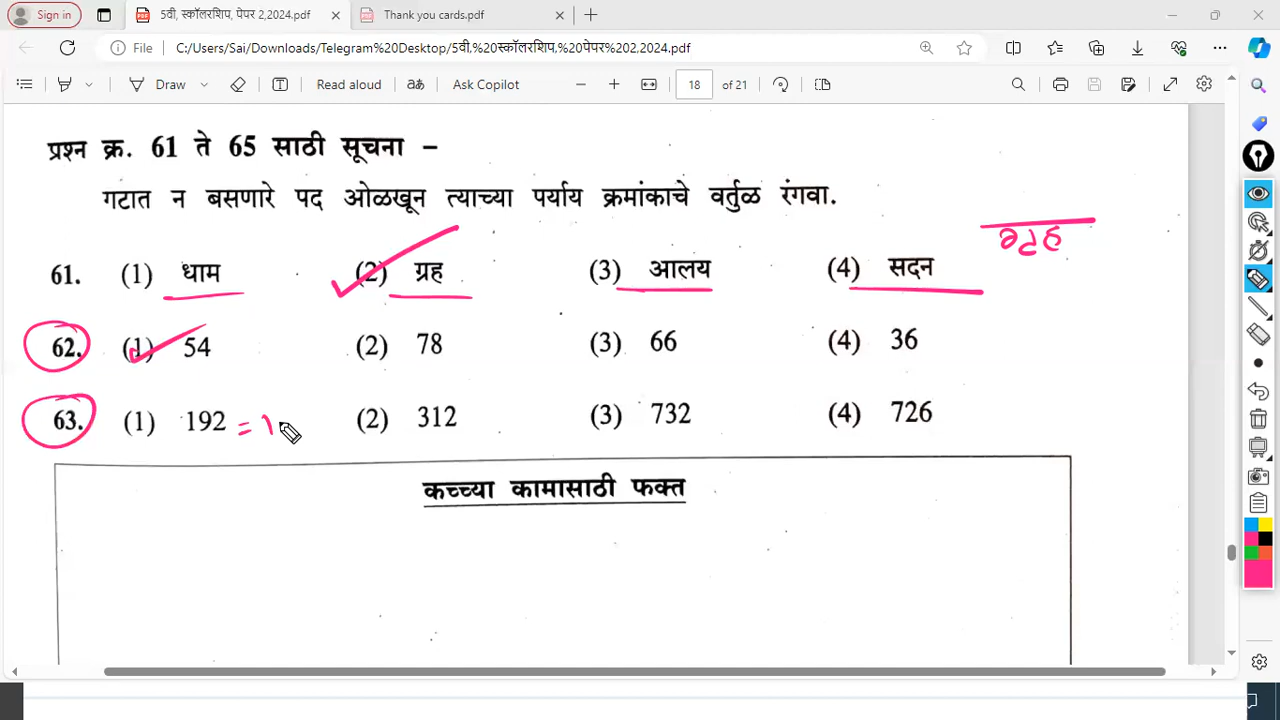 Sign in
5वी, स्कॉलरशिप, पेपर 2,2024.pdf
Thank you cards.pdf
File
C:/Users/Sai/Downloads/Telegram%20Desktop/5वी,%20स्कॉलरशिप,%20पेपर%202,2024.pdf
Draw
Read aloud
aあ
Ask Copilot
18 of 21
प्रश्न क्र. 61 ते 65 साठी सूचना –
गटात न बसणारे पद ओळखून त्याच्या पर्याय क्रमांकाचे वर्तुळ रंगवा.
61. (1) धाम (2) ग्रह (3) आलय (4) सदन
62. (1) 54 (2) 78 (3) 66 (4) 36
63. (1) 192 = १ (2) 312 (3) 732 (4) 726
कच्च्या कामासाठी फक्त